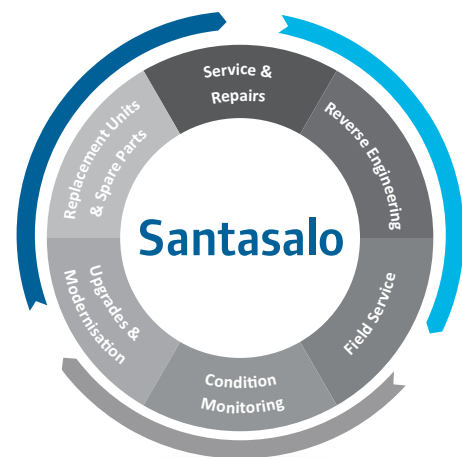 Service &
Repairs
Reverse Engineering
Field Service
Condition
Monitoring
Upgrades &
Modernisation
Replacement Units
& Spare Parts
Santasalo